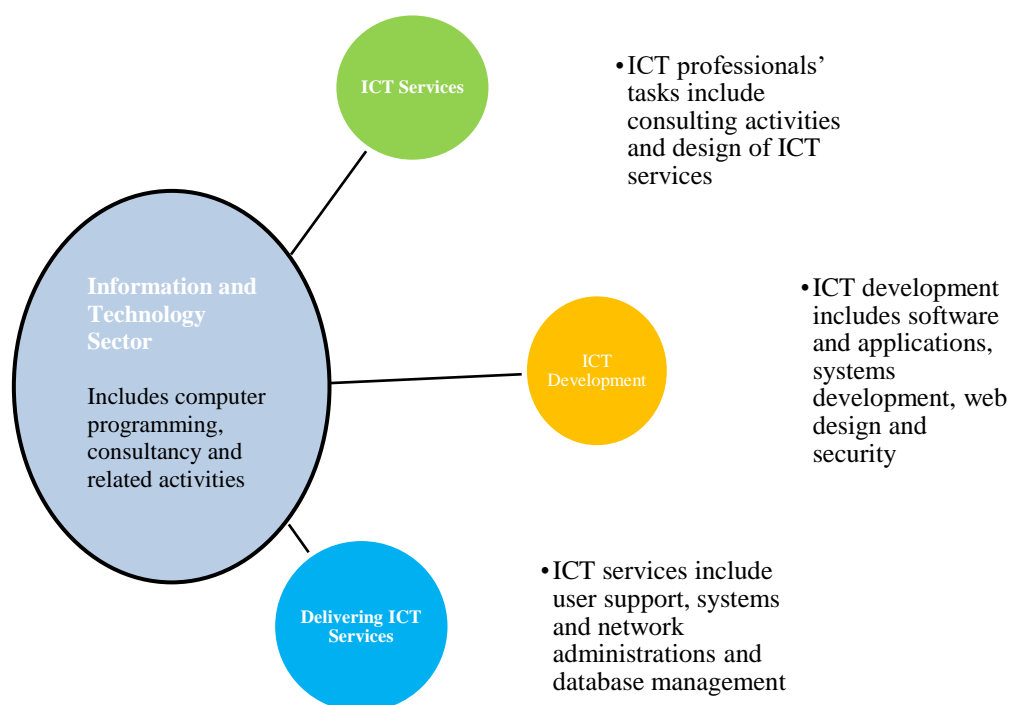 ICT Services
•ICT professionals’
tasks include
consulting activities
and design of ICT
services
Information and
Technology
Sector
Includes computer
programming,
consultancy and
related activities
ICT
Development
•ICT development
includes software
and applications,
systems
development, web
design and
security
Delivering ICT
Services
•ICT services include
user support, systems
and network
administrations and
database management